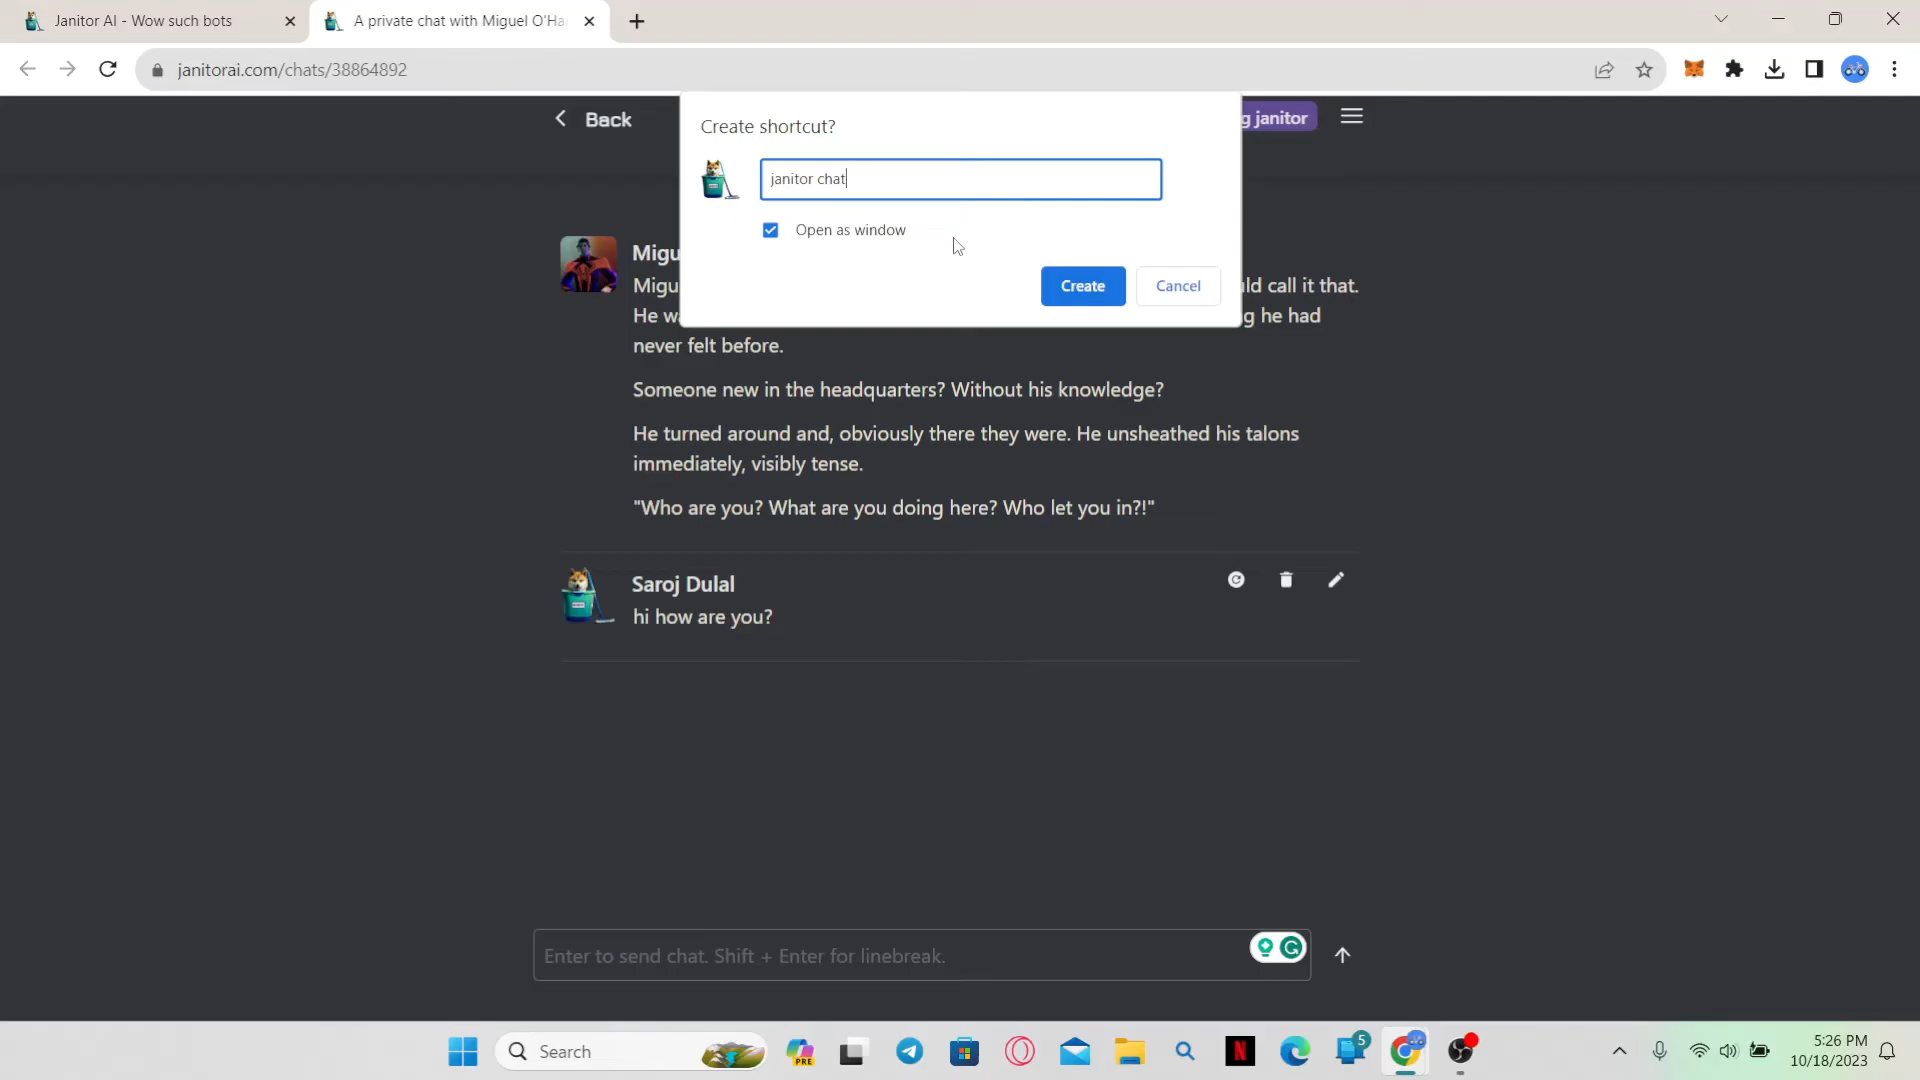 Janitor AI - Wow such bots
A private chat with Miguel O'Ha
janitorai.com/chats/38864892
Back
g janitor
Create shortcut?
janitor chat
Open as window
Create
Cancel
Migu
Migu
ld call it that.
He wa
g he had
never felt before.
Someone new in the headquarters? Without his knowledge?
He turned around and, obviously there they were. He unsheathed his talons
immediately, visibly tense.
"Who are you? What are you doing here? Who let you in?!"
Saroj Dulal
hi how are you?
Enter to send chat. Shift + Enter for linebreak.
Search
PRE
N
5
5:26 PM
10/18/2023